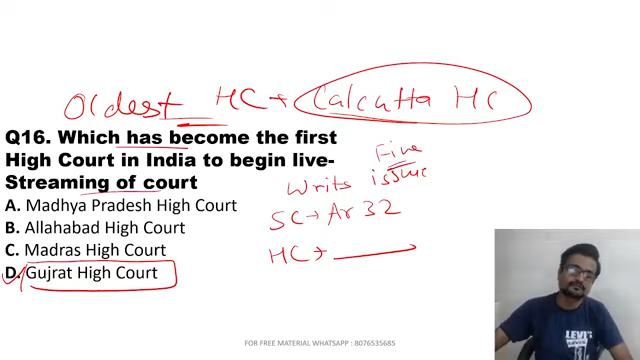 Oldest HC → Calcutta HC
Q16. Which has become the first
High Court in India to begin live-
Streaming of court
A. Madhya Pradesh High Court
B. Allahabad High Court
C. Madras High Court
D. Gujrat High Court
Five
Writs issue
SC → Ar 32
HC →
LEVI'S
FOR FREE MATERIAL WHATSAPP : 8076535685